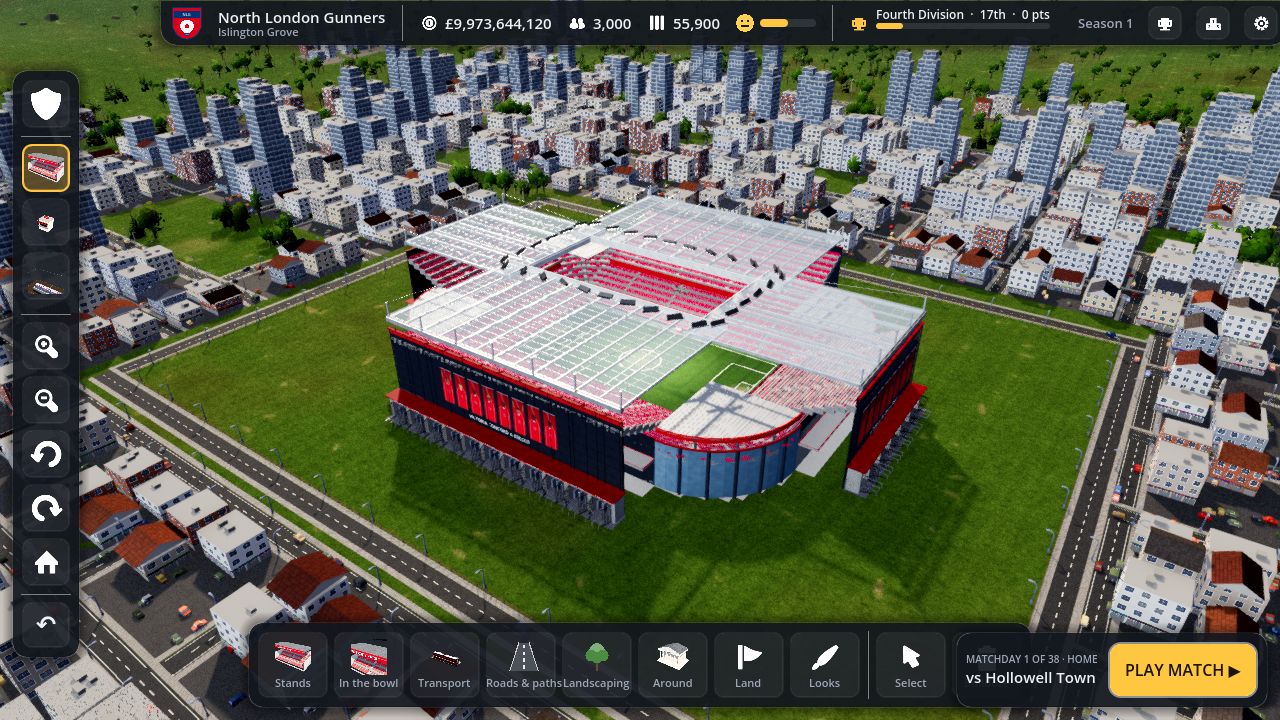 North London Gunners
Islington Grove
£9,973,644,120
3,000
55,900
Fourth Division · 17th · 0 pts
Season 1
Stands
In the bowl
Transport
Roads & paths
Landscaping
Around
Land
Looks
Select
MATCHDAY 1 OF 38 · HOME
vs Hollowell Town
PLAY MATCH ▶